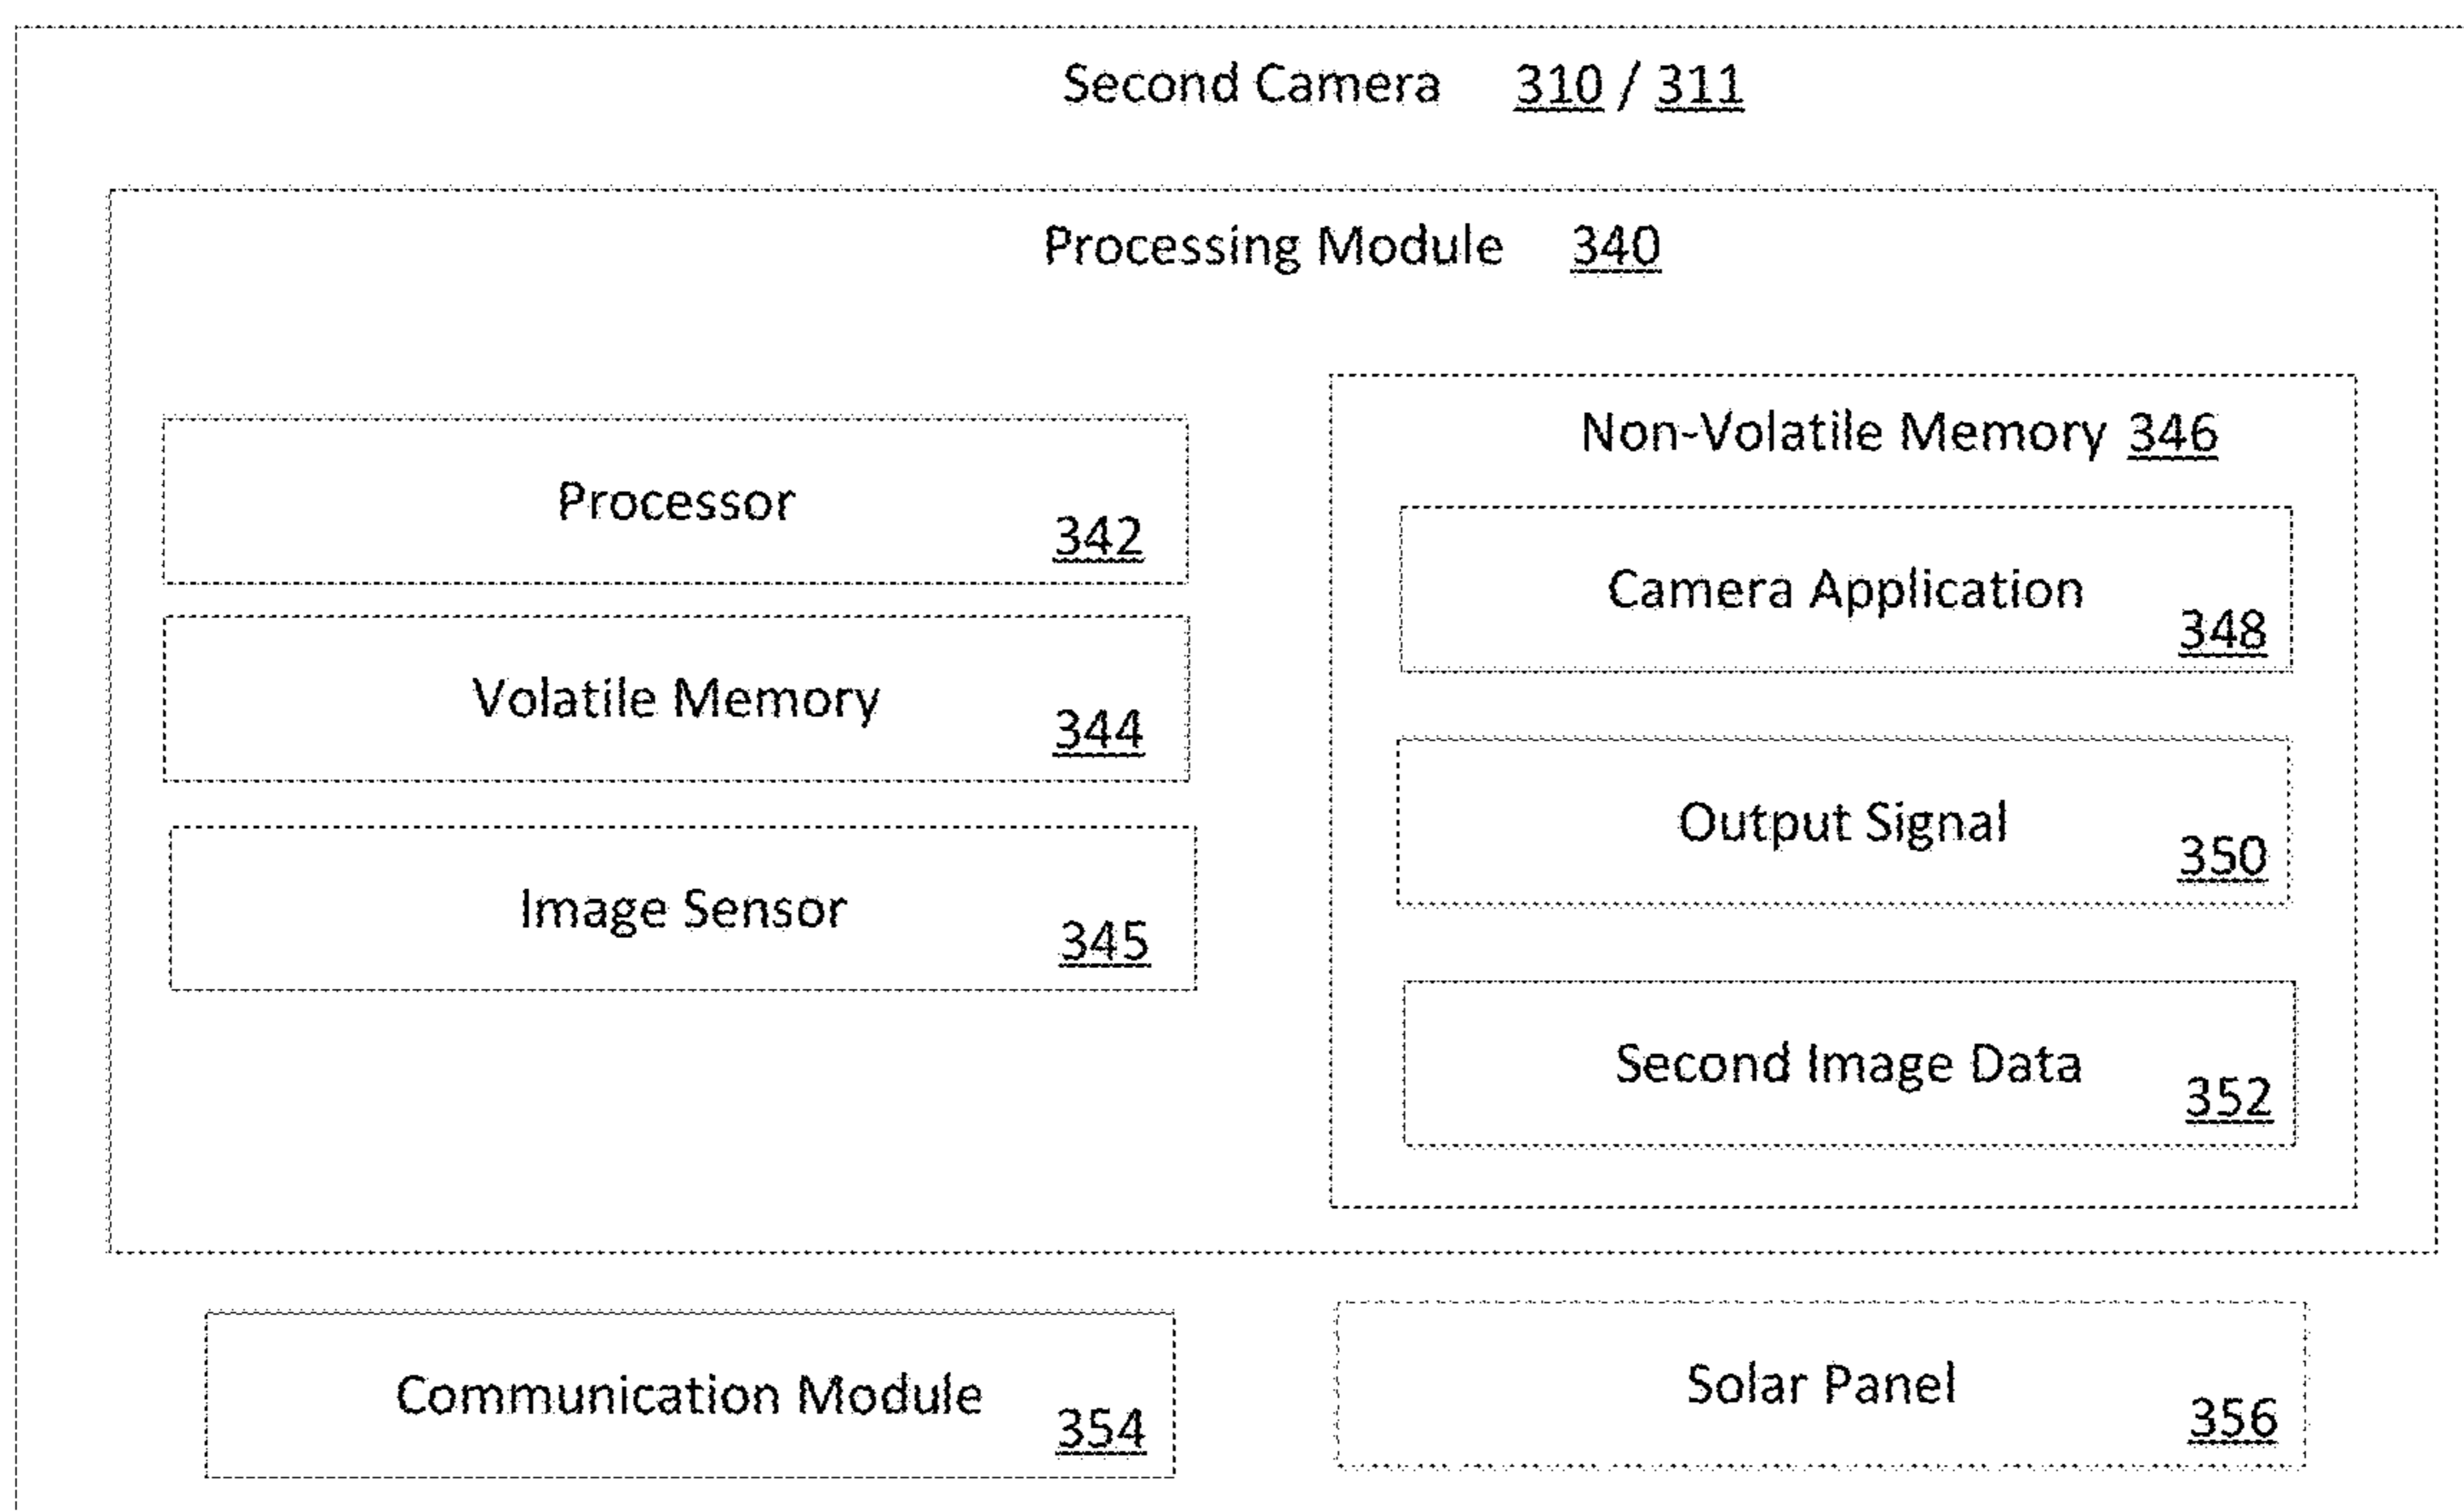 Second Camera 310 / 311
Processing Module 340
Processor 342
Volatile Memory 344
Image Sensor 345
Non-Volatile Memory 346
Camera Application 348
Output Signal 350
Second Image Data 352
Communication Module 354
Solar Panel 356